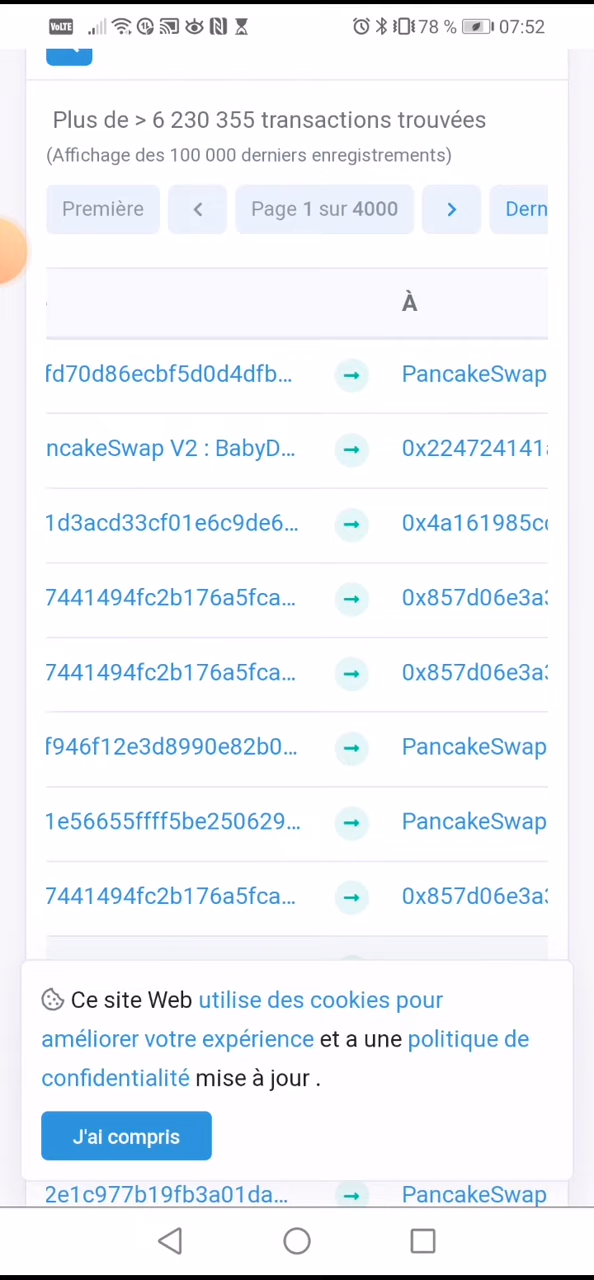 VoLTE 78 % 07:52
Plus de > 6 230 355 transactions trouvées
(Affichage des 100 000 derniers enregistrements)
Première Page 1 sur 4000 Dern
À
fd70d86ecbf5d0d4dfb... PancakeSwap
ncakeSwap V2 : BabyD... 0x224724141
1d3acd33cf01e6c9de6... 0x4a161985c
7441494fc2b176a5fca... 0x857d06e3a
7441494fc2b176a5fca... 0x857d06e3a
f946f12e3d8990e82b0... PancakeSwap
1e56655ffff5be250629... PancakeSwap
7441494fc2b176a5fca... 0x857d06e3a
Ce site Web utilise des cookies pour
améliorer votre expérience et a une politique de
confidentialité mise à jour .
J'ai compris
2e1c977b19fb3a01da... PancakeSwap